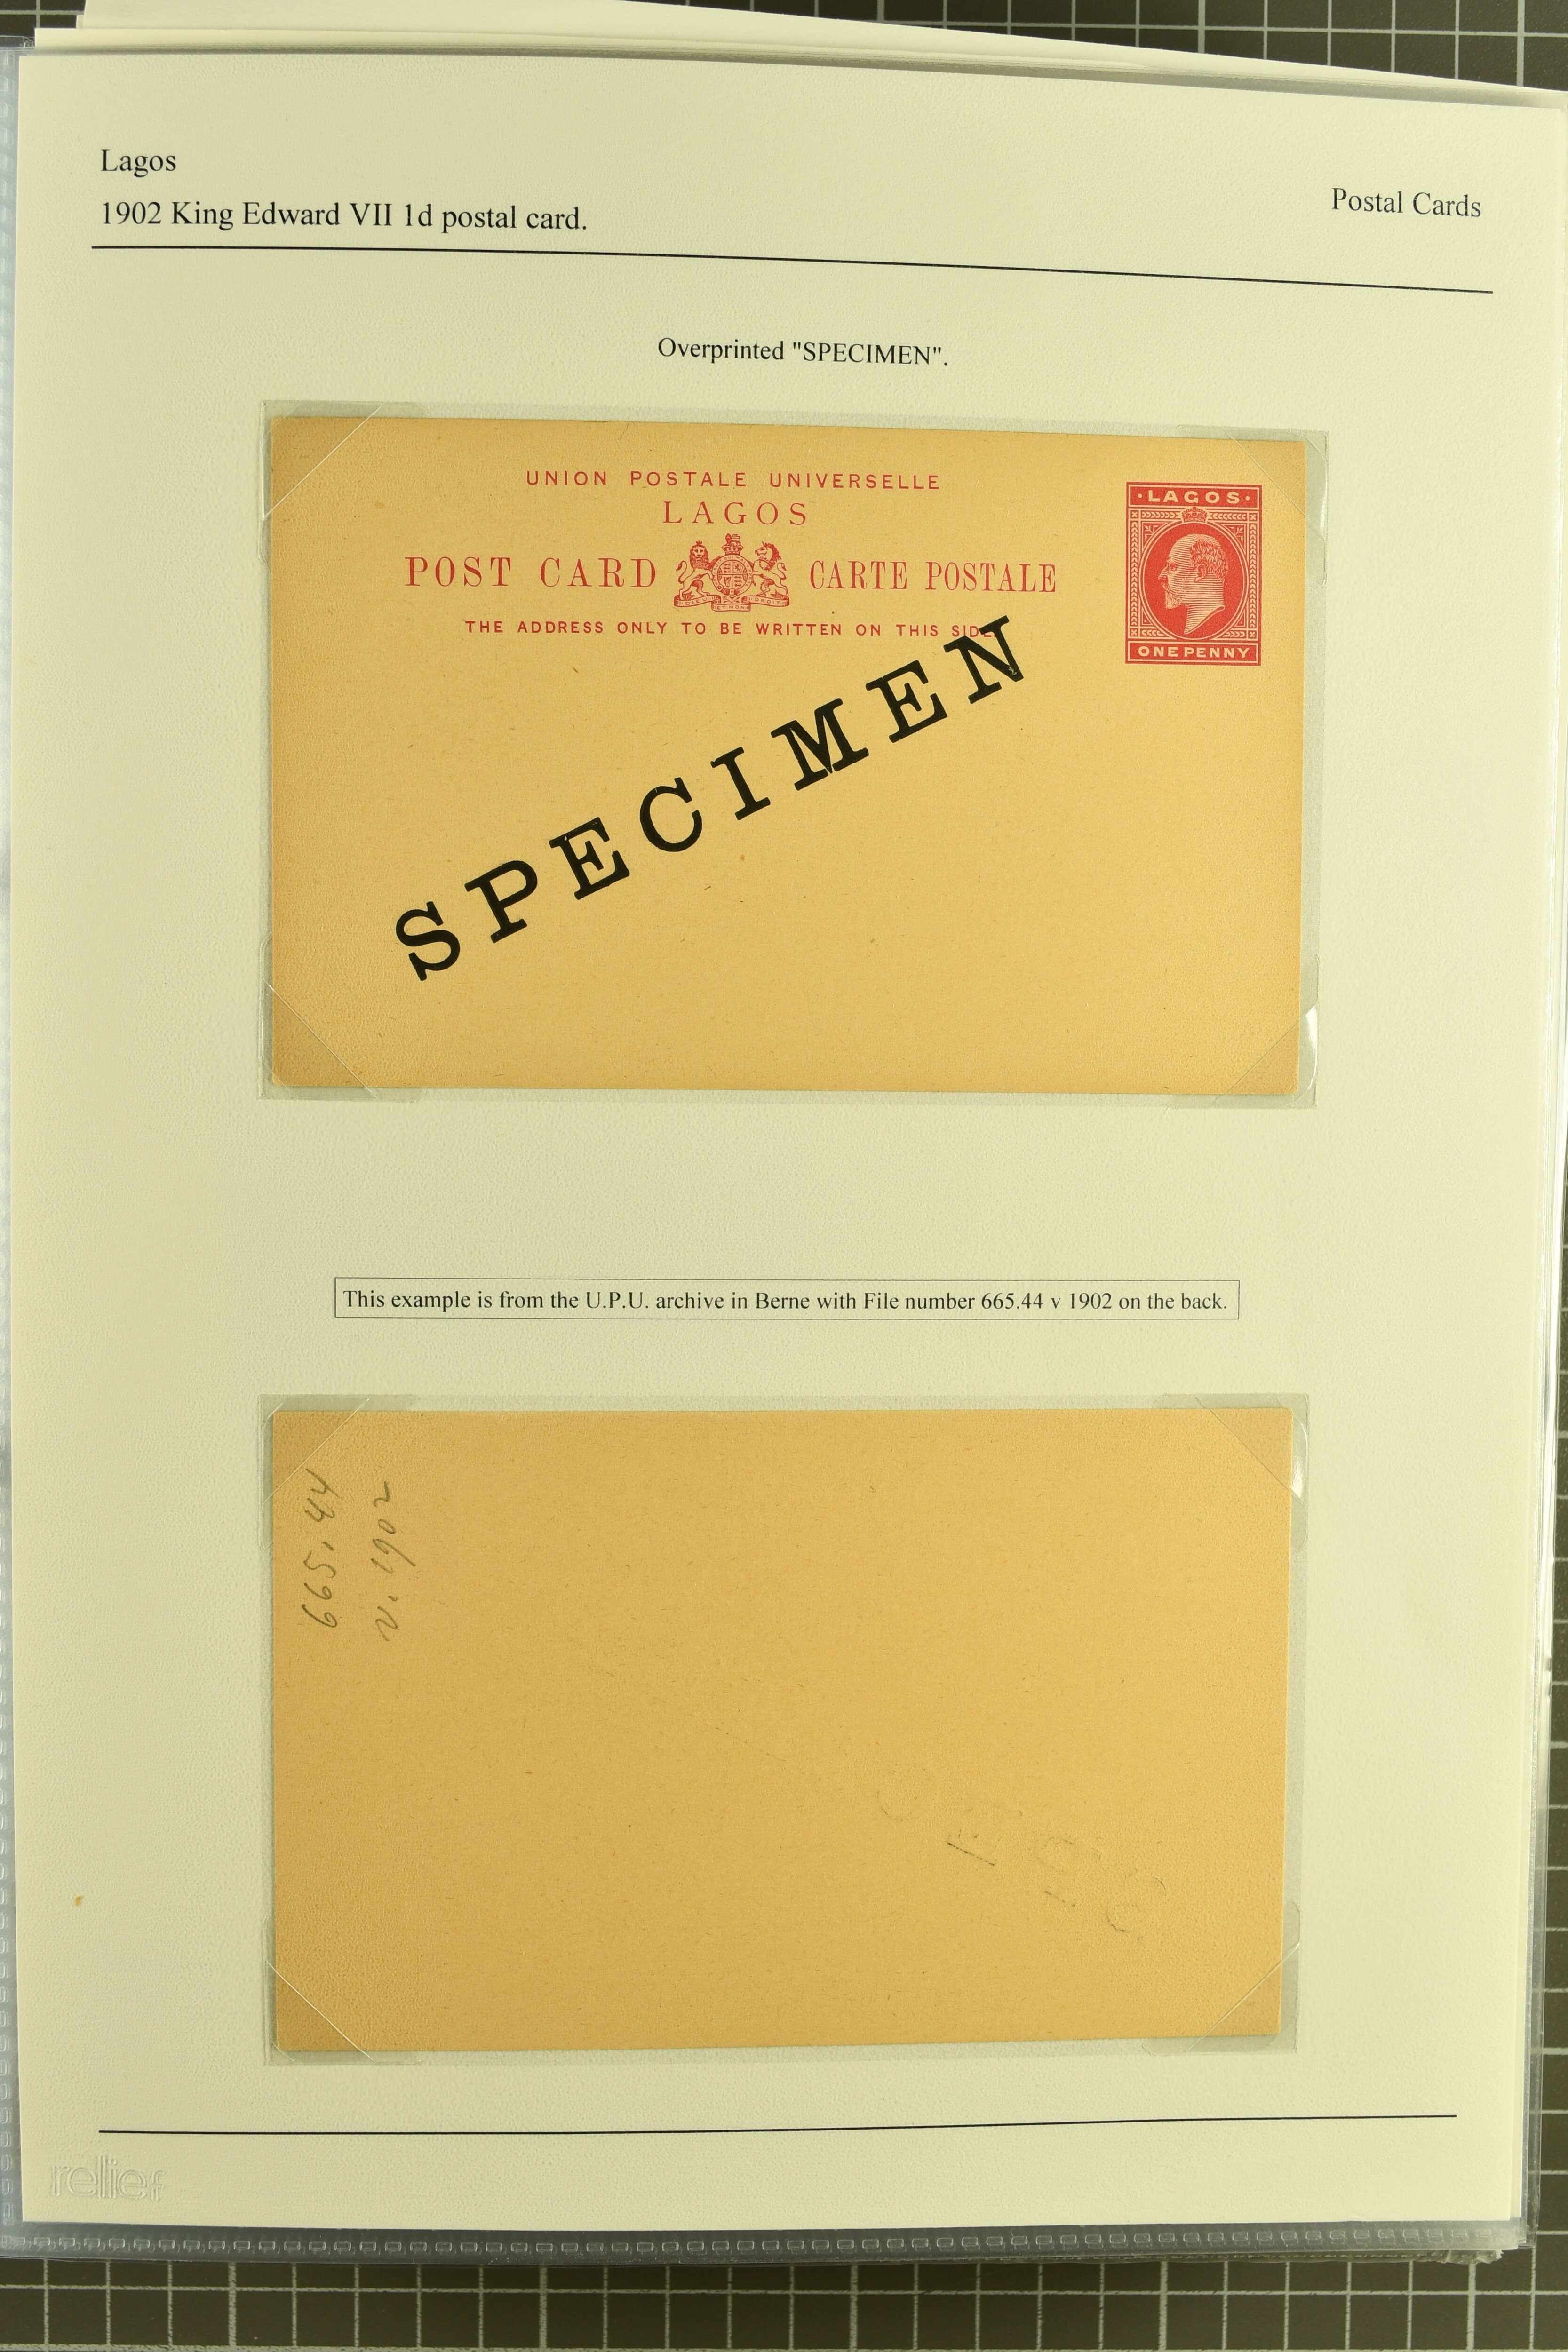 Lagos
1902 King Edward VII 1d postal card.
Postal Cards
Overprinted "SPECIMEN".
UNION POSTALE UNIVERSELLE
LAGOS
POST CARD CARTE POSTALE
THE ADDRESS ONLY TO BE WRITTEN ON THIS SIDE
·LAGOS·
ONE PENNY
SPECIMEN
This example is from the U.P.U. archive in Berne with File number 665.44 v 1902 on the back.
665.44
v. 1902
relief